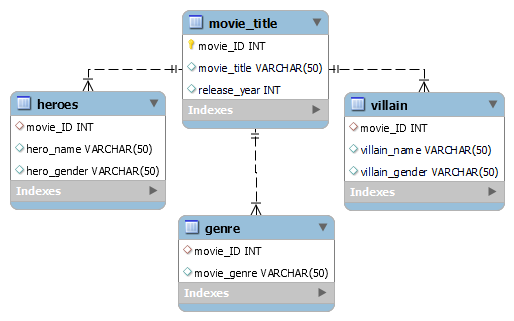 movie_title
movie_ID INT
movie_title VARCHAR(50)
release_year INT
Indexes
heroes
movie_ID INT
hero_name VARCHAR(50)
hero_gender VARCHAR(50)
Indexes
villain
movie_ID INT
villain_name VARCHAR(50)
villain_gender VARCHAR(50)
Indexes
genre
movie_ID INT
movie_genre VARCHAR(50)
Indexes